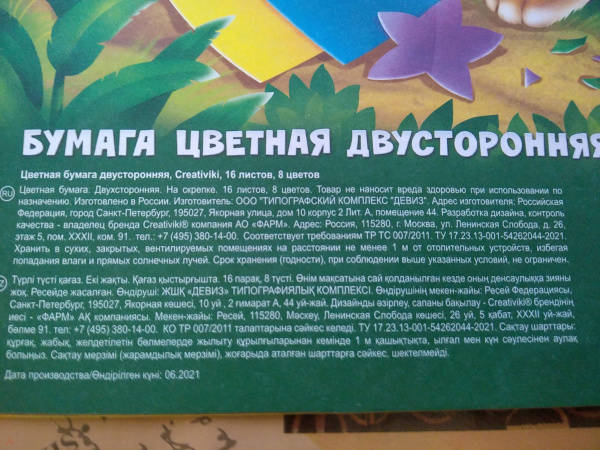 БУМАГА ЦВЕТНАЯ ДВУСТОРОННЯЯ
Цветная бумага двусторонняя, Creativiki, 16 листов, 8 цветов
RU Цветная бумага. Двухсторонняя. На скрепке. 16 листов, 8 цветов. Товар не наносит вреда здоровью при использовании по
назначению. Изготовлено в России. Изготовитель: ООО "ТИПОГРАФСКИЙ КОМПЛЕКС "ДЕВИЗ". Адрес изготовителя: Российская
Федерация, город Санкт-Петербург, 195027, Якорная улица, дом 10 корпус 2 Лит. А, помещение 44. Разработка дизайна, контроль
качества - владелец бренда Creativiki® компания АО «ФАРМ». Адрес: Россия, 115280, г. Москва, ул. Ленинская Слобода, д. 26,
этаж 5, пом. XXXII, ком. 91. тел.: +7 (495) 380-14-00. Соответствует требованиям ТР ТС 007/2011. ТУ 17.23.13-001-54262044-2021.
Хранить в сухих, закрытых, вентилируемых помещениях на расстоянии не менее 1 м от отопительных устройств, избегая
попадания влаги и прямых солнечных лучей. Срок хранения (годности), при соблюдении выше указанных условий, не ограничен.
Z Түрлі түсті қағаз. Екі жақты. Қағаз қыстырғышта. 16 парақ, 8 түсті. Өнім мақсатына сай қолданылған кезде оның денсаулыққа зияны
жоқ. Ресейде жасалған. Өндіруші: ЖШҚ «ДЕВИЗ» ТИПОГРАФИЯЛЫҚ КОМПЛЕКСІ. Өндірушінің мекен-жайы: Ресей Федерациясы,
Санкт-Петербург, 195027, Якорная көшесі, 10 уй , 2 гимарат А, 44 уй-жай. Дизайнды әзірлеу, сапаны бақылау - Creativiki® брендінің
иесі - «ФАРМ» АҚ компаниясы. Мекен-жайы: Ресей, 115280, Мәскеу, Ленинская Слобода көшесі, 26 уй, 5 қабат, XXXII уй-жай,
бөлме 91. тел: +7 (495) 380-14-00. КО ТР 007/2011 талаптарына сәйкес келеді. ТУ 17.23.13-001-54262044-2021. Сақтау шарттары:
құрғақ, жабық, желдетілетін бөлмелерде жылыту құрылғыларынан кемінде 1 м қашықтықта, ылғал мен күн сәулесінен аулақ
болыңыз. Сақтау мерзімі (жарамдылық мерзімі), жоғарыда аталған шарттарға сәйкес, шектелмейді.
Дата производства/Өндірілген күні: 06.2021